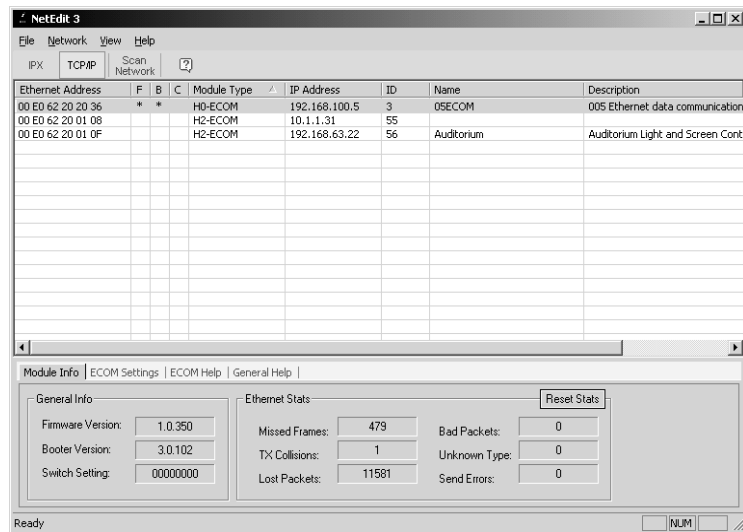 NetEdit 3
File Network View Help
IPX TCP/IP Scan Network
Ethernet Address F B C Module Type IP Address ID Name Description
00 E0 62 20 20 36 * * H0-ECOM 192.168.100.5 3 05ECOM 005 Ethernet data communication
00 E0 62 20 01 08 H2-ECOM 10.1.1.31 55
00 E0 62 20 01 0F H2-ECOM 192.168.63.22 56 Auditorium Auditorium Light and Screen Cont
Module Info ECOM Settings ECOM Help General Help
General Info Ethernet Stats Reset Stats
Firmware Version: 1.0.350 Missed Frames: 479 Bad Packets: 0
Booter Version: 3.0.102 TX Collisions: 1 Unknown Type: 0
Switch Setting: 00000000 Lost Packets: 11581 Send Errors: 0
Ready NUM